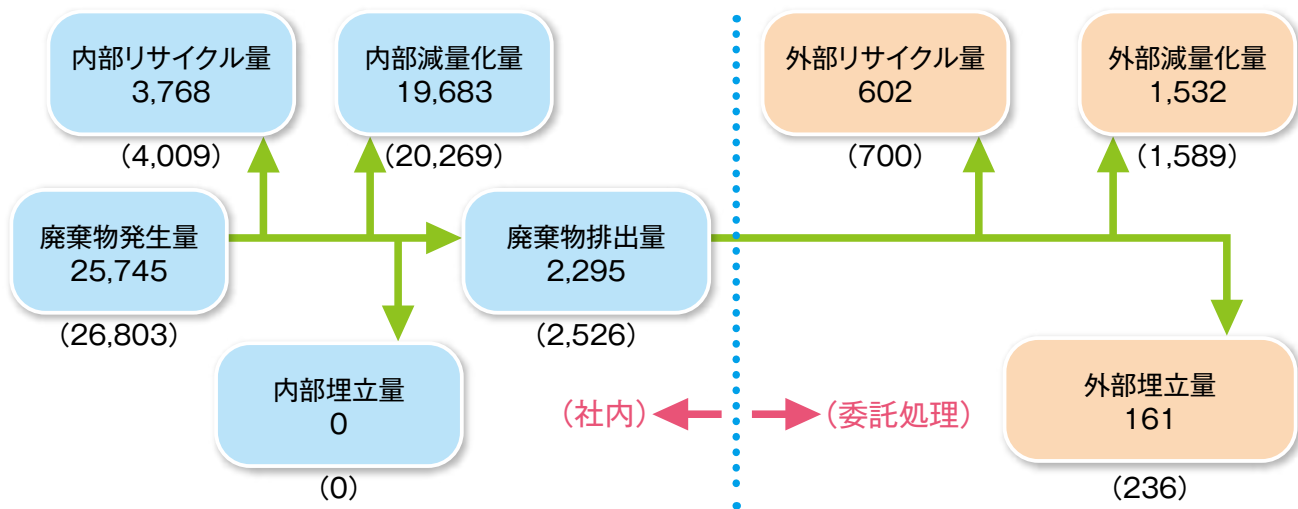 内部リサイクル量
3,768
(4,009)
内部減量化量
19,683
(20,269)
外部リサイクル量
602
(700)
外部減量化量
1,532
(1,589)
廃棄物発生量
25,745
(26,803)
廃棄物排出量
2,295
(2,526)
内部埋立量
0
(0)
(社内)
(委託処理)
外部埋立量
161
(236)